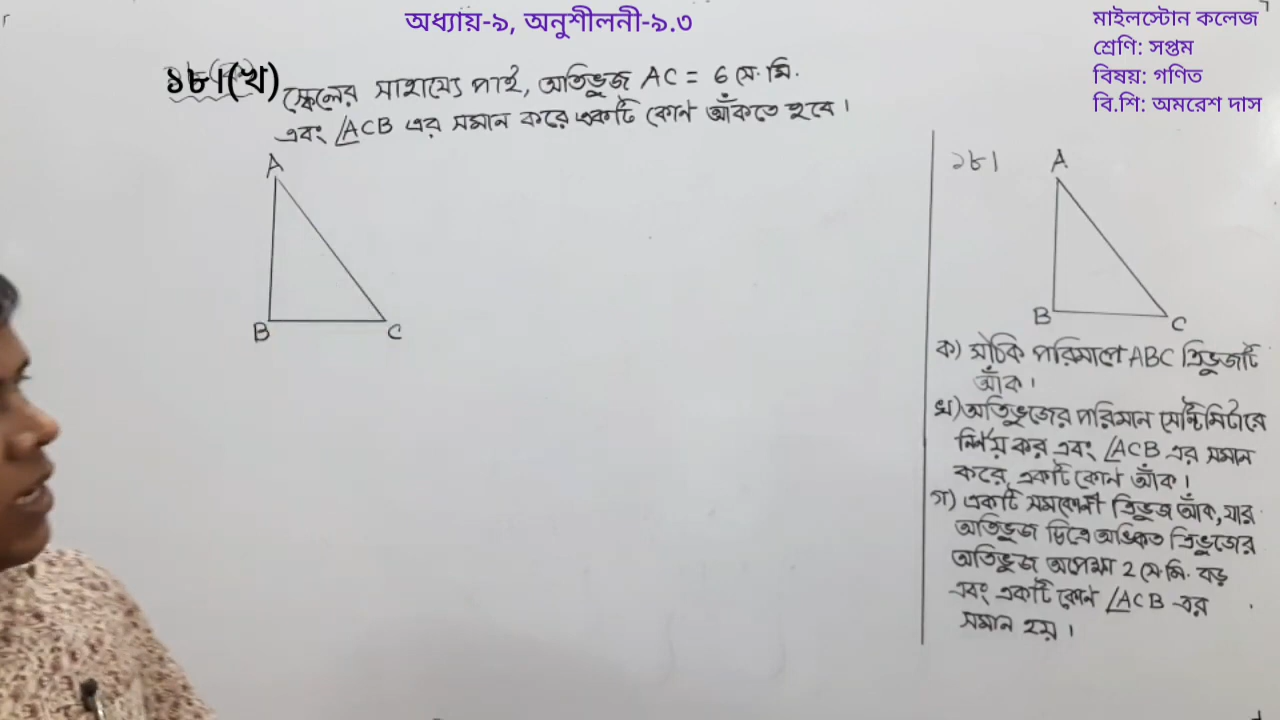 অধ্যায়-৯, অনুশীলনী-৯.৩
মাইলস্টোন কলেজ
শ্রেণি: সপ্তম
বিষয়: গণিত
বি.শি: অমরেশ দাস
১৮।(খ) স্কেলের সাহায্যে পাই, অতিভুজ AC = 6 সে.মি.
এবং ∠ACB এর সমান করে একটি কোণ আঁকতে হবে।
A
B
C
১৮।
A
B
C
ক) সঠিক পরিমাপে ABC ত্রিভুজটি
আঁক।
খ) অতিভুজের পরিমান সেন্টিমিটারে
নির্ণয় কর এবং ∠ACB এর সমান
করে একটি কোণ আঁক।
গ) একটি সমকোণী ত্রিভুজ আঁক, যার
অতিভুজ চিত্রে অঙ্কিত ত্রিভুজের
অতিভুজ অপেক্ষা 2 সে.মি. বড়
এবং একটি কোণ ∠ACB এর
সমান হয়।